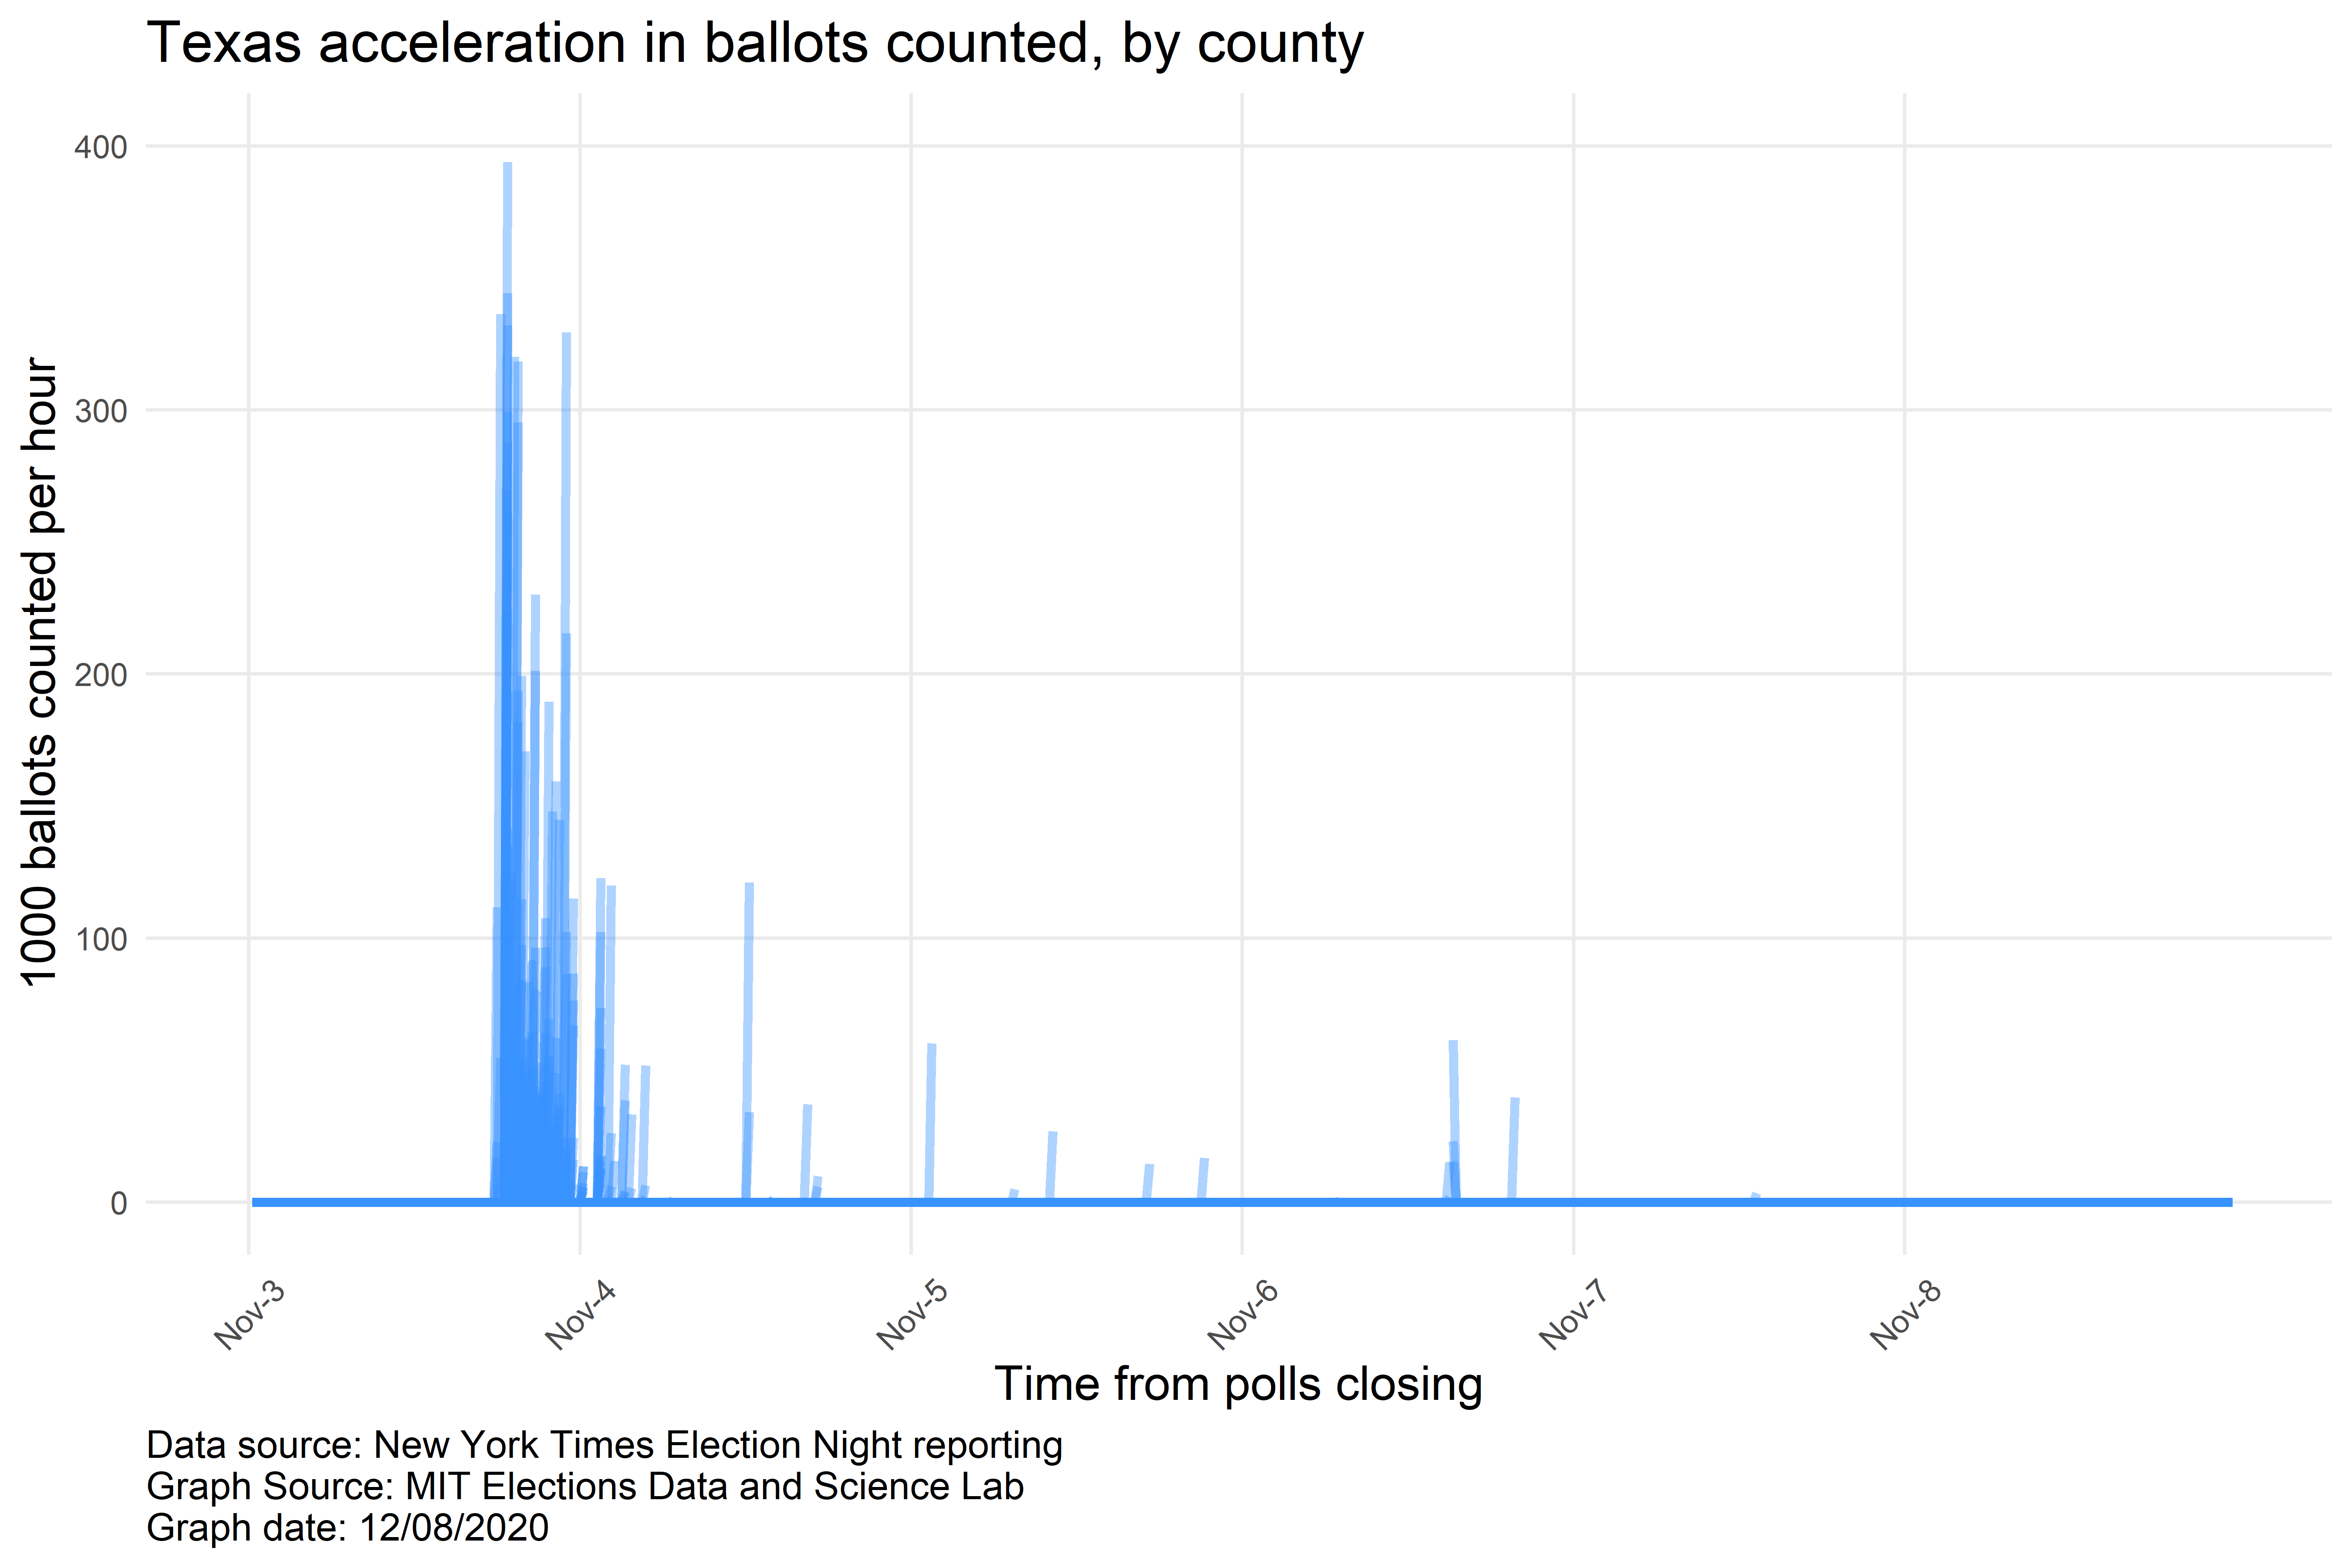 Texas acceleration in ballots counted, by county
1000 ballots counted per hour
400
300
200
100
0
Nov-3
Nov-4
Nov-5
Nov-6
Nov-7
Nov-8
Time from polls closing
Data source: New York Times Election Night reporting
Graph Source: MIT Elections Data and Science Lab
Graph date: 12/08/2020